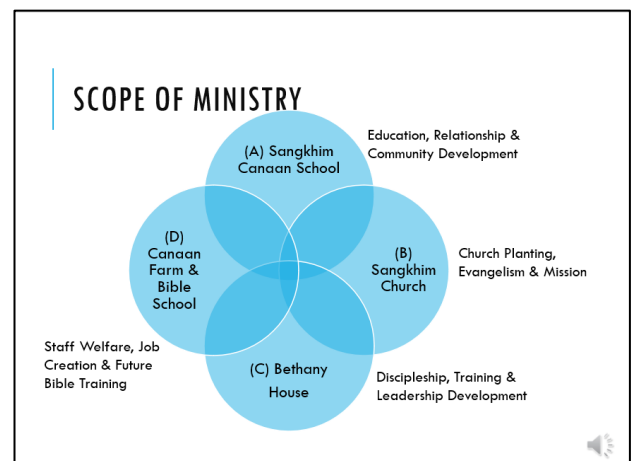 SCOPE OF MINISTRY
(A) Sangkhim
Canaan School
Education, Relationship &
Community Development
(D)
Canaan
Farm &
Bible
School
(B)
Sangkhim
Church
Church Planting,
Evangelism & Mission
Staff Welfare, Job
Creation & Future
Bible Training
(C) Bethany
House
Discipleship, Training &
Leadership Development